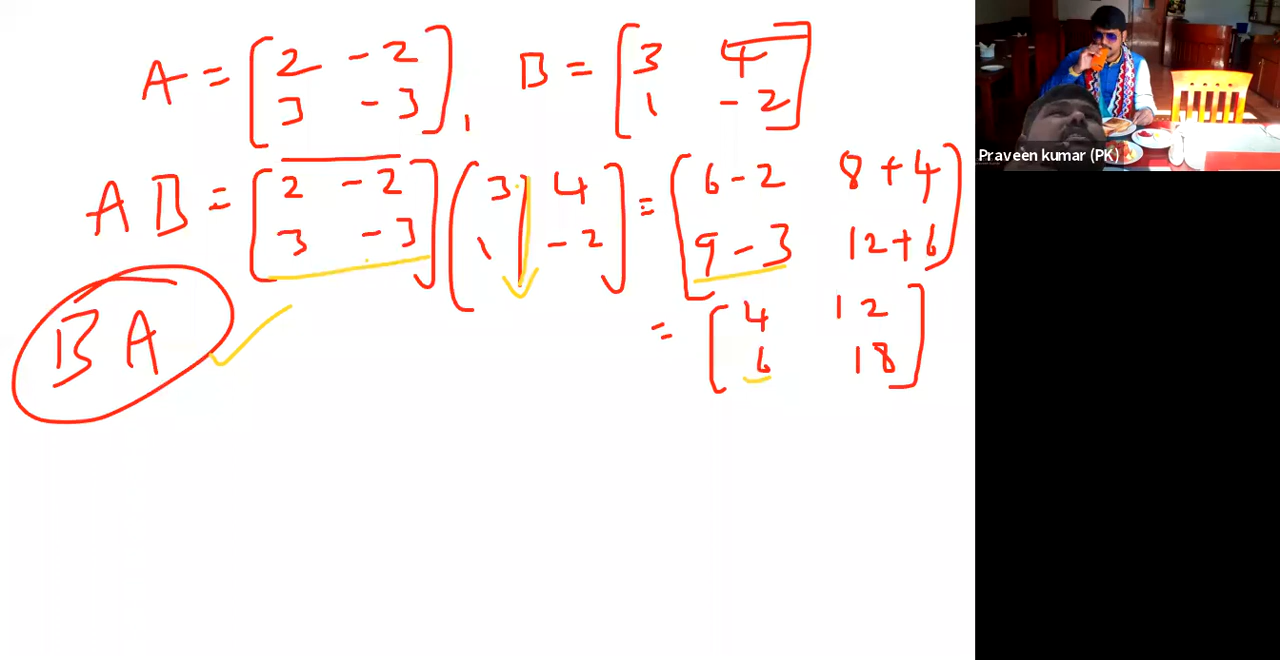 A = [2 -2 3 -3], B = [3 4 1 -2]
AB = [2 -2 3 -3] [3 4 1 -2] = [6-2 8+4 9-3 12+6]
= [4 12 6 18]
BA
Praveen kumar (PK)